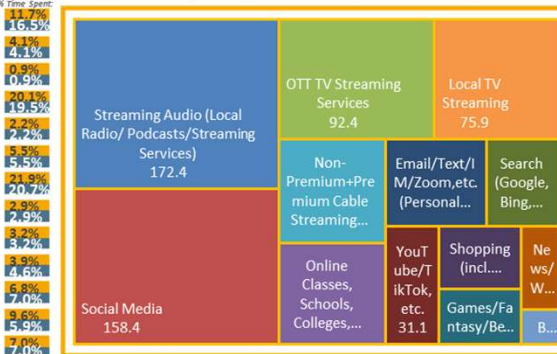 % Time Spent:
11.7%
16.5%
4.1%
4.1%
0.9%
0.9%
20.1%
19.5%
2.2%
2.2%
5.5%
5.5%
21.9%
20.7%
2.9%
2.9%
3.2%
3.2%
3.9%
4.6%
6.8%
7.0%
9.6%
5.9%
7.0%
7.0%
Streaming Audio (Local
Radio/ Podcasts/Streaming
Services)
172.4
Social Media
158.4
OTT TV Streaming
Services
92.4
Local TV
Streaming
75.9
Non-
Premium+Pre
mium Cable
Streaming...
Email/Text/I
M/Zoom,etc.
(Personal...
Search
(Google,
Bing,...
Online
Classes,
Schools,
Colleges,...
YouT
ube/T
ikTok,
etc.
31.1
Shopping
(incl....
Games/Fa
ntasy/Be...
Ne
ws/
W...
B...